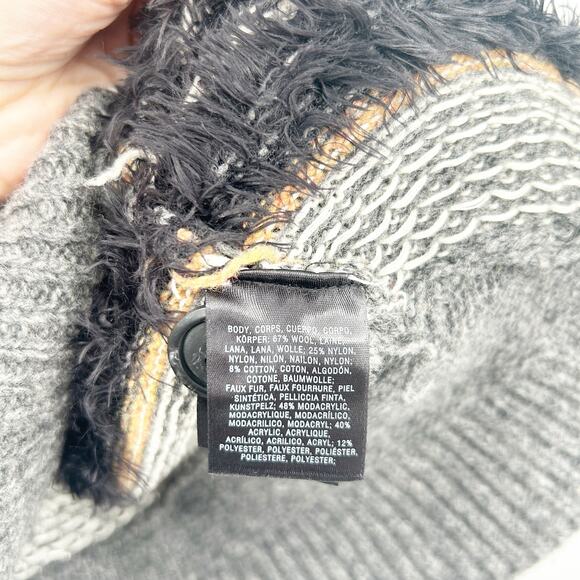 BODY, CORPS, CUERPO, CORPO,
KÖRPER: 67% WOOL, LAINE,
LANA, LANA, WOLLE; 25% NYLON,
NYLON, NILÓN, NAILON, NYLON;
8% COTTON, COTON, ALGODÓN,
COTONE, BAUMWOLLE;
FAUX FUR, FAUX FOURRURE, PIEL
SINTÉTICA, PELLICCIA FINTA,
KUNSTPELZ: 48% MODACRYLIC,
MODACRYLIQUE, MODACRÍLICO,
MODACRILICO, MODACRYL; 40%
ACRYLIC, ACRYLIQUE,
ACRÍLICO, ACRILICO, ACRYL; 12%
POLYESTER, POLYESTER, POLIÉSTER,
POLIESTERE, POLYESTER;